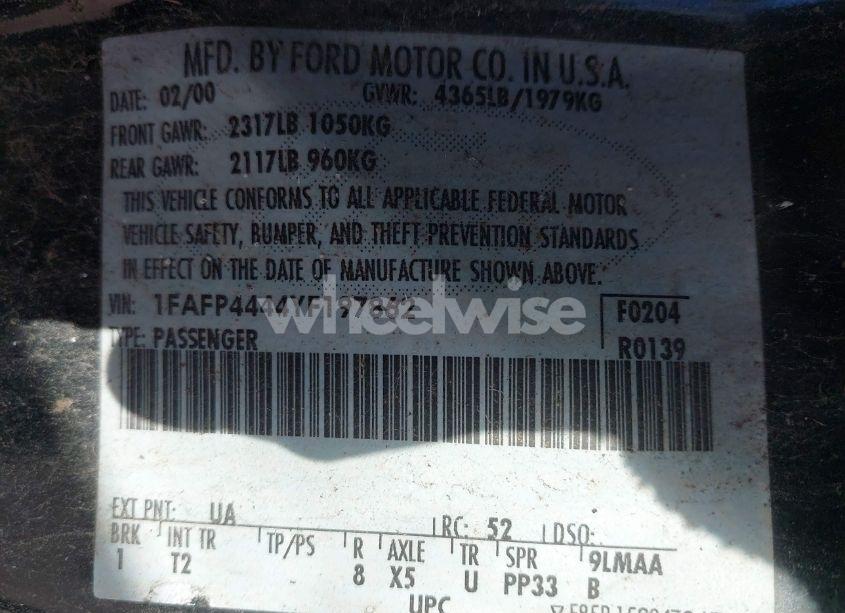 MFD. BY FORD MOTOR CO. IN U.S.A.
DATE: 02/00 GVWR: 4365LB/1979KG
FRONT GAWR: 2317LB 1050KG
REAR GAWR: 2117LB 960KG
THIS VEHICLE CONFORMS TO ALL APPLICABLE FEDERAL MOTOR
VEHICLE SAFETY, BUMPER, AND THEFT PREVENTION STANDARDS
IN EFFECT ON THE DATE OF MANUFACTURE SHOWN ABOVE.
VIN: F0204
wheelwise
TYPE: PASSENGER R0139
EXT PNT: UA RC: 52 DSO:
BRK INT TR TP/PS R AXLE TR SPR 9LMAA
1 T2 8 X5 U PP33 B
UPC